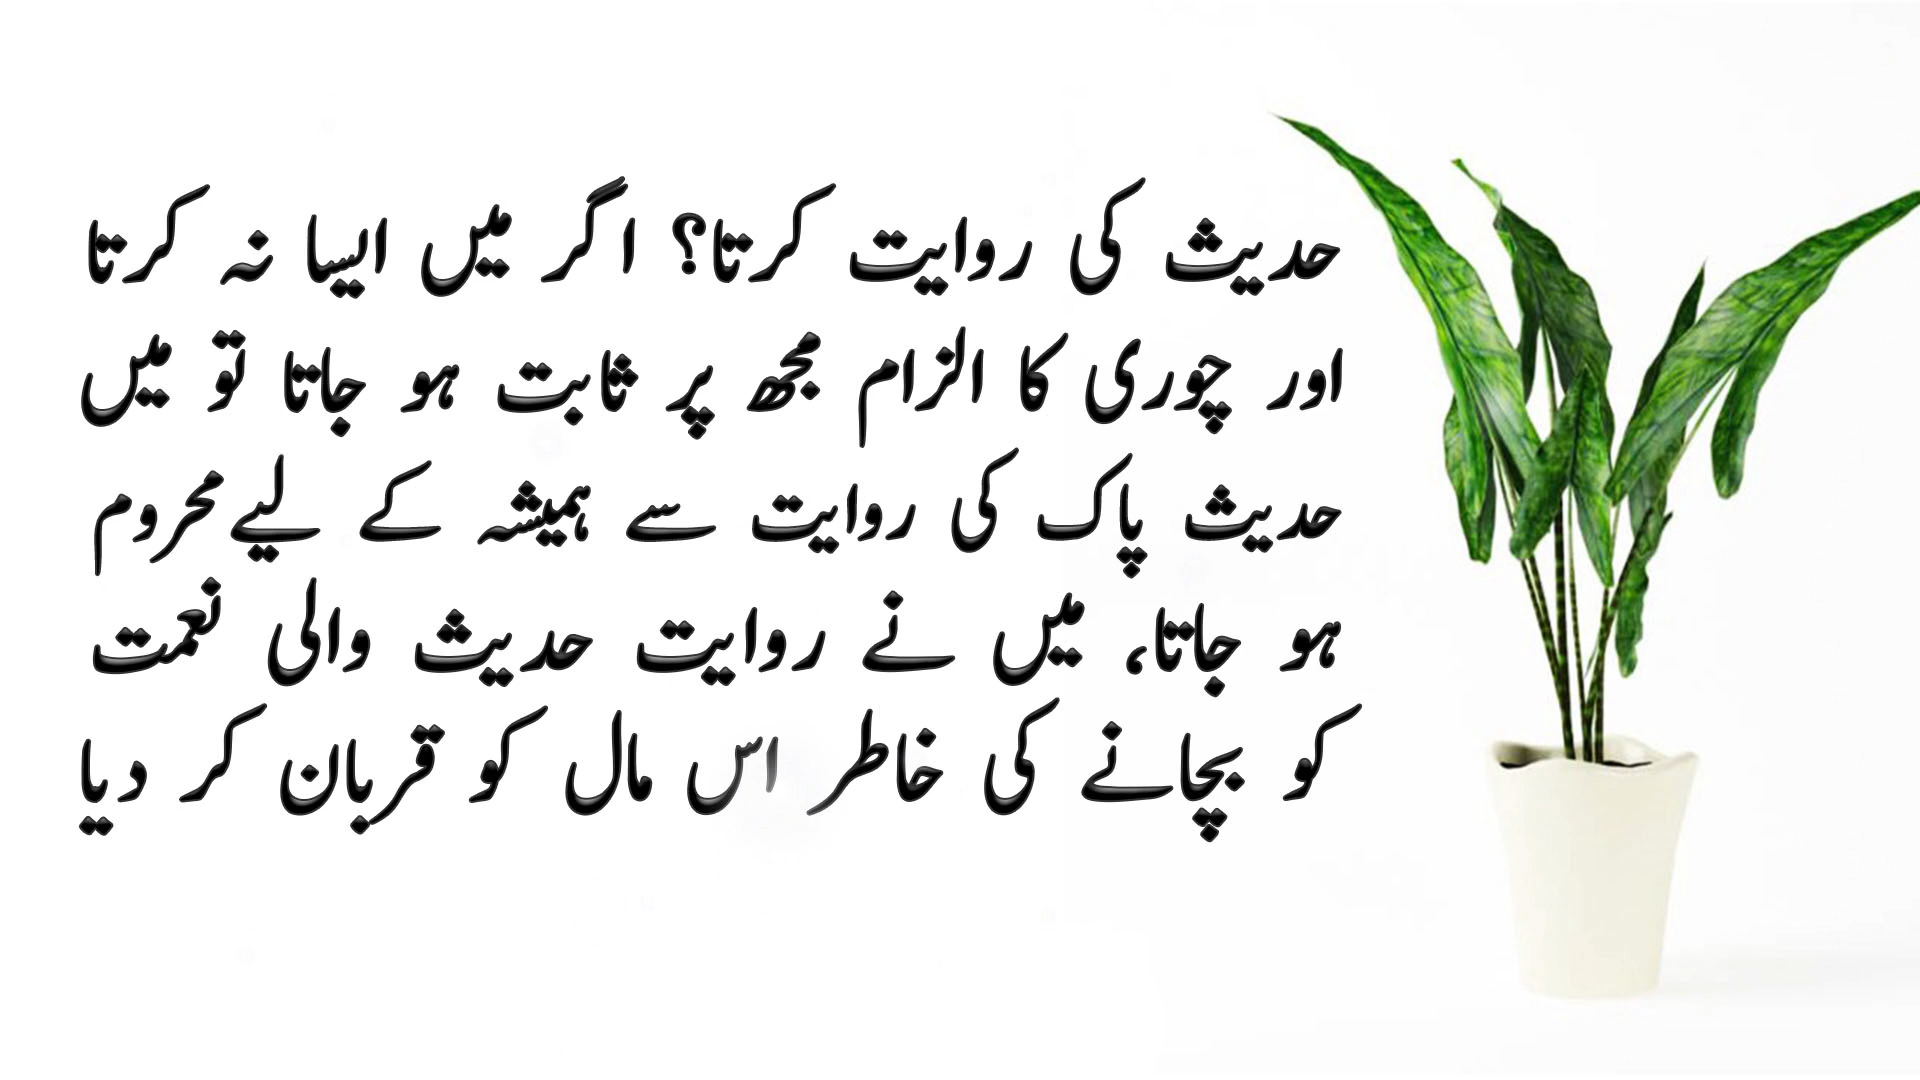 حدیث کی روایت کرتا؟ اگر میں ایسا نہ کرتا
اور چوری کا الزام مجھ پر ثابت ہو جاتا تو میں
حدیث پاک کی روایت سے ہمیشہ کے لیے محروم
ہو جاتا، میں نے روایت حدیث والی نعمت
کو بچانے کی خاطر اس مال کو قربان کر دیا